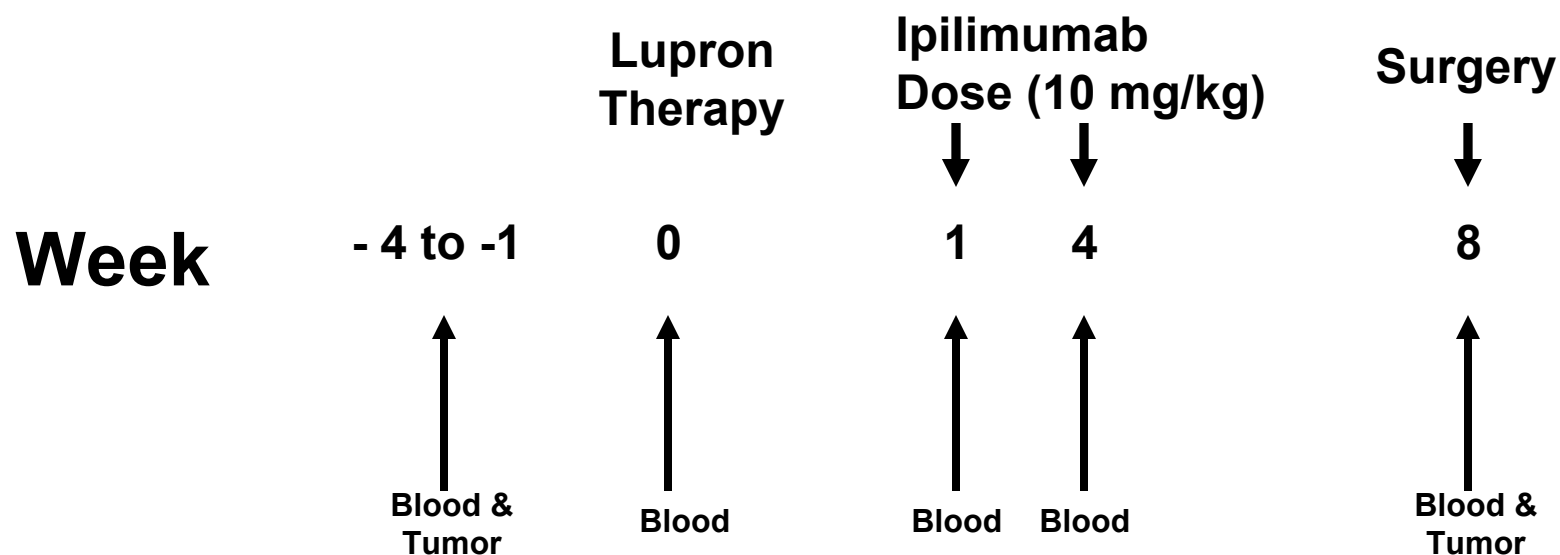 Lupron
Therapy
Ipilimumab
Dose (10 mg/kg)
Surgery
Week
- 4 to -1
0
1
4
8
Blood &
Tumor
Blood
Blood
Blood
Blood &
Tumor